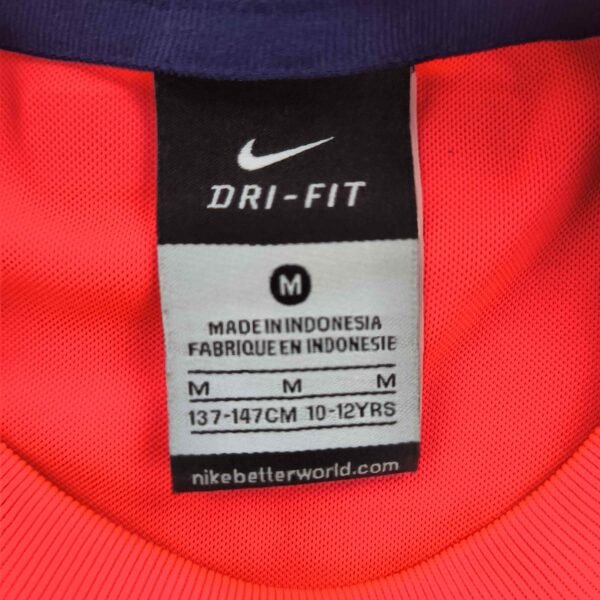 DRI-FIT
M
MADE IN INDONESIA
FABRIQUE EN INDONESIE
M M M
137-147CM 10-12YRS
nikebetterworld.com